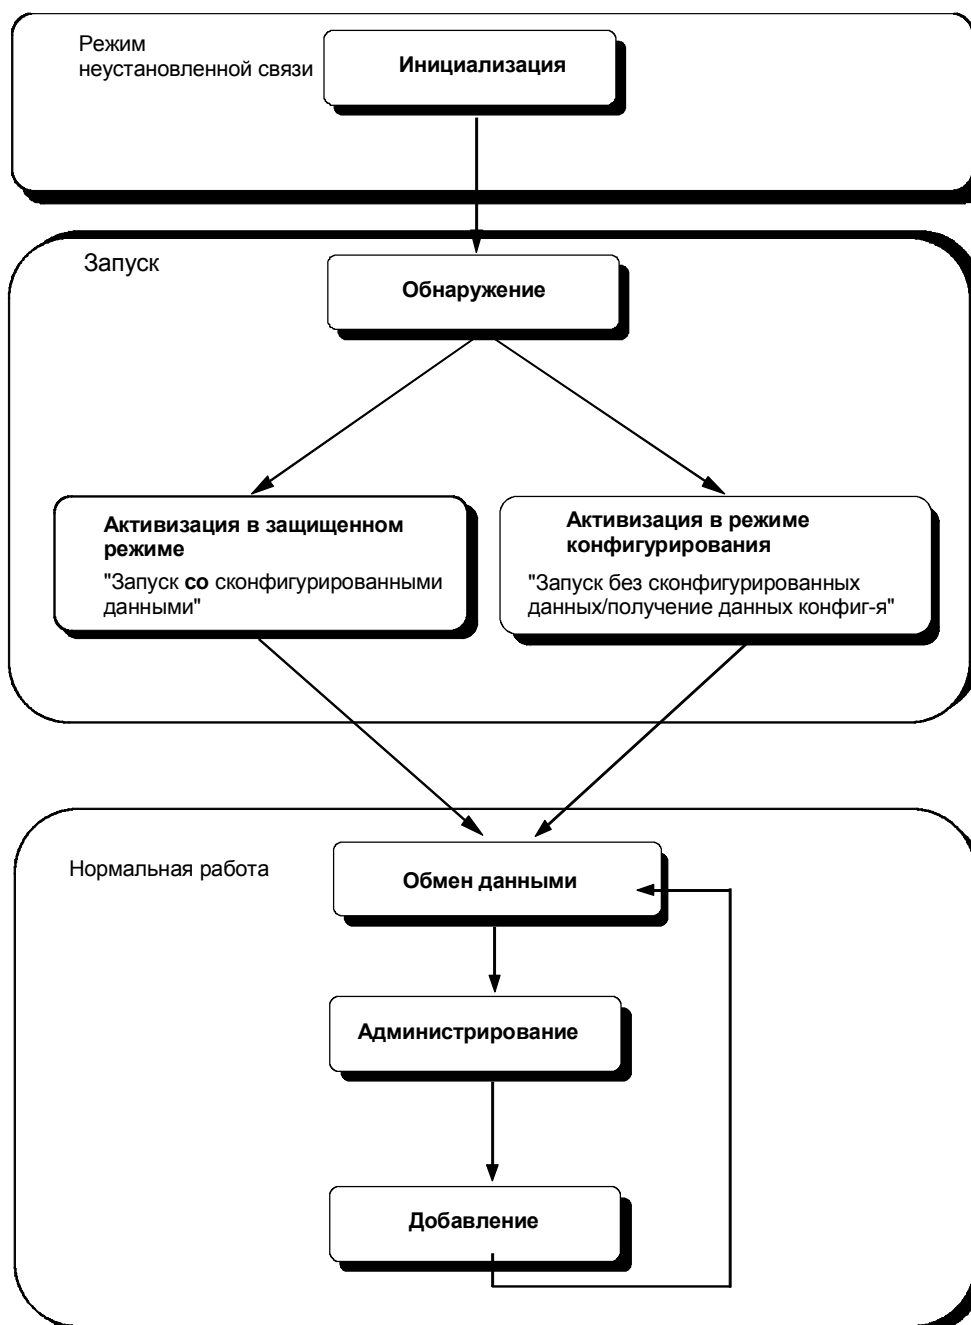 Режим
неустановленной связи
Инициализация
Запуск
Обнаружение
Активизация в защищенном
режиме
"Запуск со сконфигурированными
данными"
Активизация в режиме
конфигурирования
"Запуск без сконфигурированных
данных/получение данных конфиг-я"
Нормальная работа
Обмен данными
Администрирование
Добавление